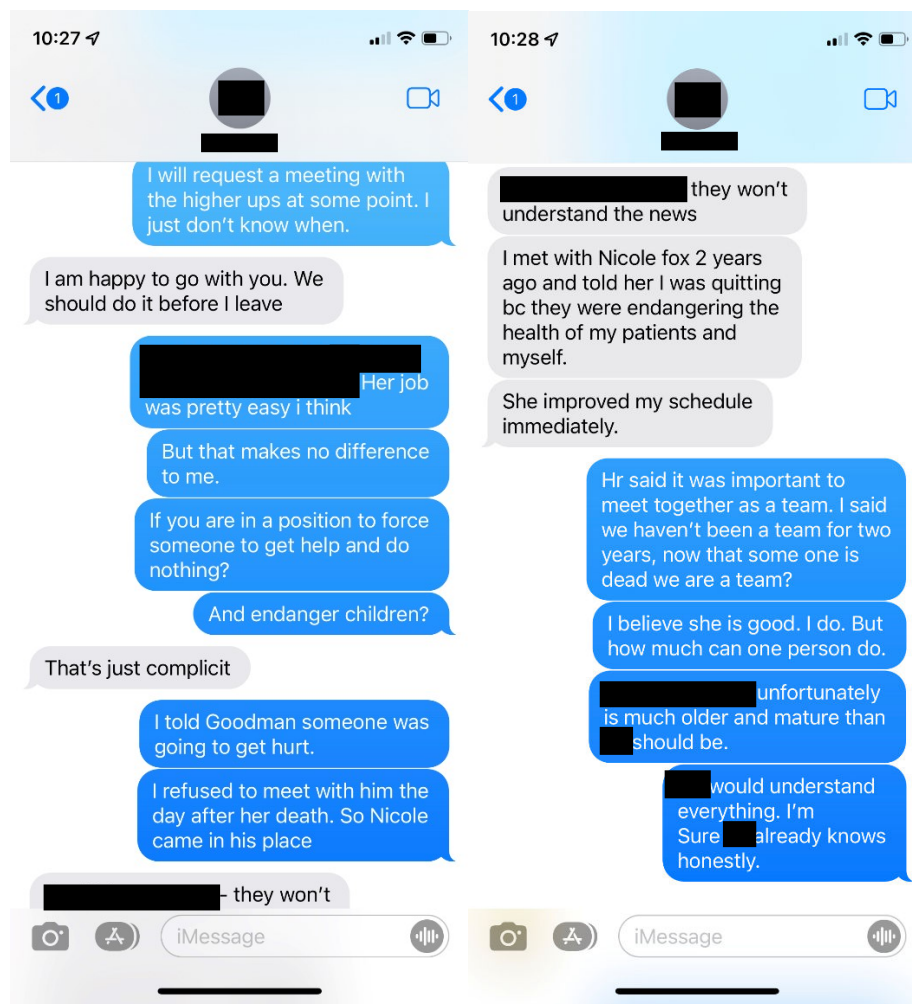 10:27
1
I will request a meeting with
the higher ups at some point. I
just don't know when.
I am happy to go with you. We
should do it before I leave
Her job
was pretty easy i think
But that makes no difference
to me.
If you are in a position to force
someone to get help and do
nothing?
And endanger children?
That's just complicit
I told Goodman someone was
going to get hurt.
I refused to meet with him the
day after her death. So Nicole
came in his place
- they won't
iMessage
10:28
1
they won't
understand the news
I met with Nicole fox 2 years
ago and told her I was quitting
bc they were endangering the
health of my patients and
myself.
She improved my schedule
immediately.
Hr said it was important to
meet together as a team. I said
we haven't been a team for two
years, now that some one is
dead we are a team?
I believe she is good. I do. But
how much can one person do.
unfortunately
is much older and mature than
should be.
would understand
everything. I'm
Sure already knows
honestly.
iMessage